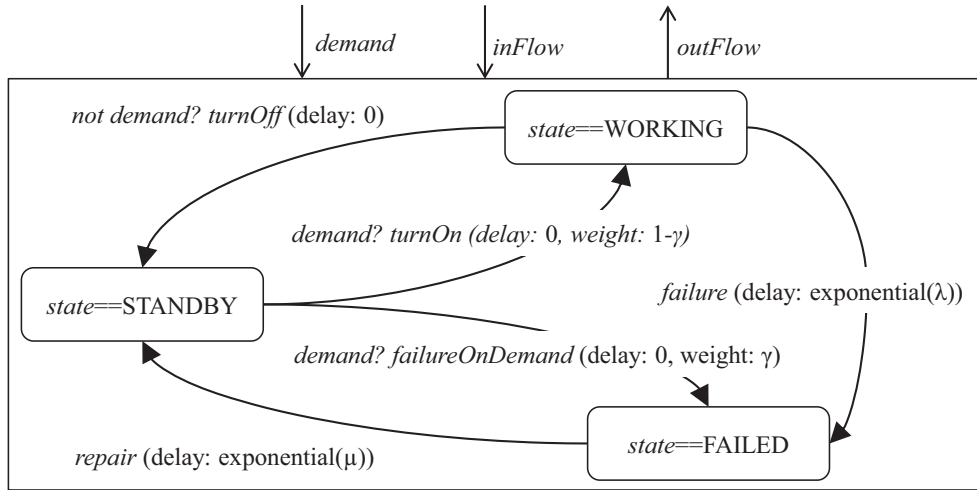 demand
inFlow
outFlow
not demand? turnOff (delay: 0)
state==WORKING
demand? turnOn (delay: 0, weight: 1-γ)
state==STANDBY
failure (delay: exponential(λ))
demand? failureOnDemand (delay: 0, weight: γ)
state==FAILED
repair (delay: exponential(μ))